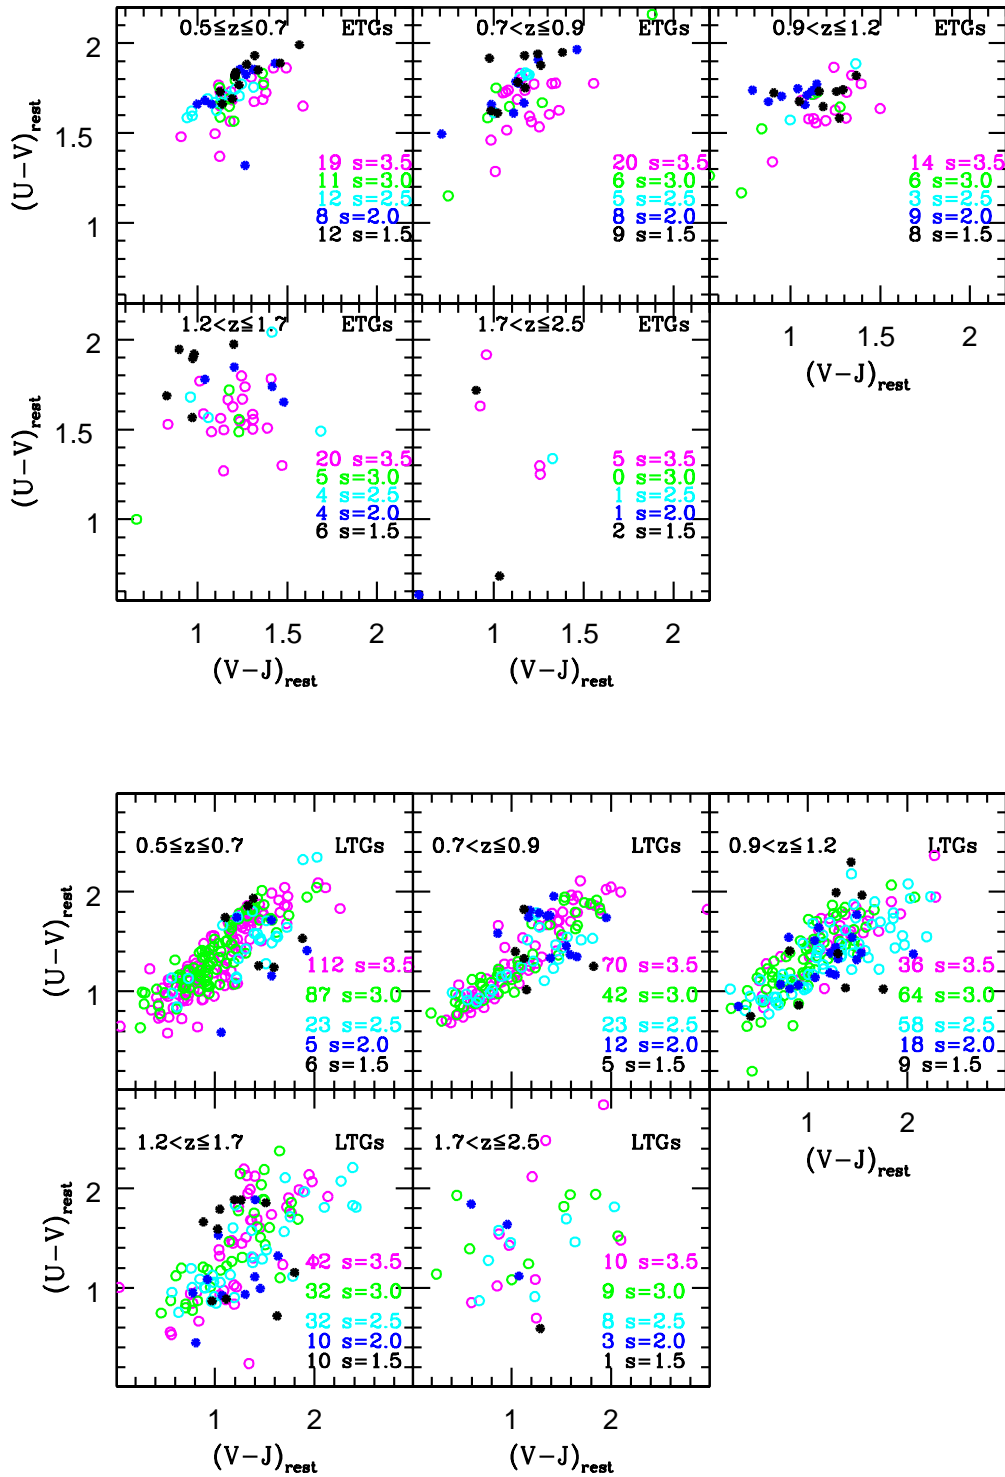 0.5≦z≦0.7 ETGs
19 s=3.5
11 s=3.0
12 s=2.5
8 s=2.0
12 s=1.5
0.7<z≦0.9 ETGs
20 s=3.5
6 s=3.0
5 s=2.5
8 s=2.0
9 s=1.5
0.9<z≦1.2 ETGs
14 s=3.5
6 s=3.0
3 s=2.5
9 s=2.0
8 s=1.5
2
1.5
1
(U−V)rest
1 1.5 2
(V−J)rest
1.2<z≦1.7 ETGs
20 s=3.5
5 s=3.0
4 s=2.5
4 s=2.0
6 s=1.5
1.7<z≦2.5 ETGs
5 s=3.5
0 s=3.0
1 s=2.5
1 s=2.0
2 s=1.5
2
1.5
1
(U−V)rest
1 1.5 2
(V−J)rest
1 1.5 2
(V−J)rest
0.5≦z≦0.7 LTGs
112 s=3.5
87 s=3.0
23 s=2.5
5 s=2.0
6 s=1.5
0.7<z≦0.9 LTGs
70 s=3.5
42 s=3.0
23 s=2.5
12 s=2.0
5 s=1.5
0.9<z≦1.2 LTGs
36 s=3.5
64 s=3.0
58 s=2.5
18 s=2.0
9 s=1.5
2
1
0
(U−V)rest
1 2
(V−J)rest
1.2<z≦1.7 LTGs
42 s=3.5
32 s=3.0
32 s=2.5
10 s=2.0
10 s=1.5
1.7<z≦2.5 LTGs
10 s=3.5
9 s=3.0
8 s=2.5
3 s=2.0
1 s=1.5
2
1
0
(U−V)rest
1 2
(V−J)rest
1 2
(V−J)rest